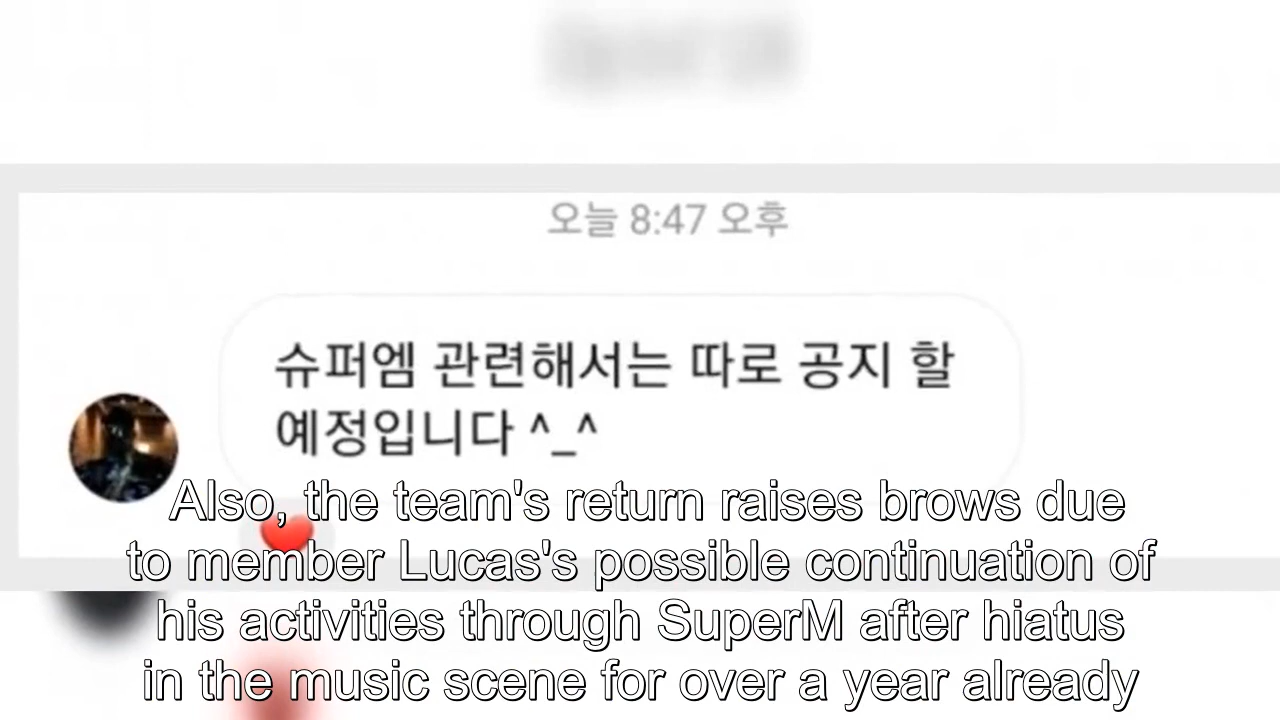 오늘 8:47 오후
슈퍼엠 관련해서는 따로 공지 할
예정입니다 ^_^
Also, the team's return raises brows due
to member Lucas's possible continuation of
his activities through SuperM after hiatus
in the music scene for over a year already